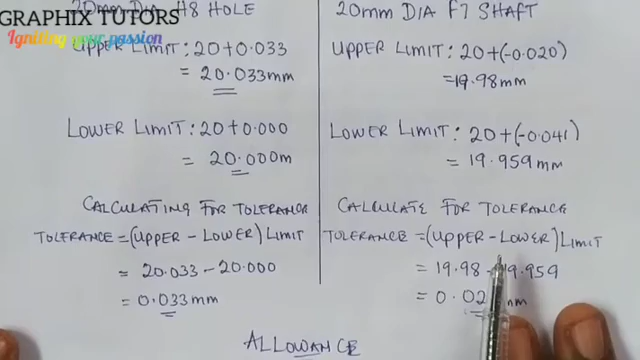 GRAPHIX TUTORS
Igniting your passion
20mm DIA H8 HOLE
UPPER LIMIT: 20+0.033
= 20.033mm
LOWER LIMIT: 20+0.000
= 20.000m
CALCULATING FOR TOLERANCE
TOLERANCE=(UPPER-LOWER)LIMIT
= 20.033-20.000
= 0.033mm
20mm DIA F7 SHAFT
UPPER LIMIT: 20+(-0.020)
=19.98mm
LOWER LIMIT: 20+(-0.041)
= 19.959mm
CALCULATE FOR TOLERANCE
TOLERANCE=(UPPER-LOWER)LIMIT
= 19.98-19.959
= 0.02 mm
ALLOWANCE